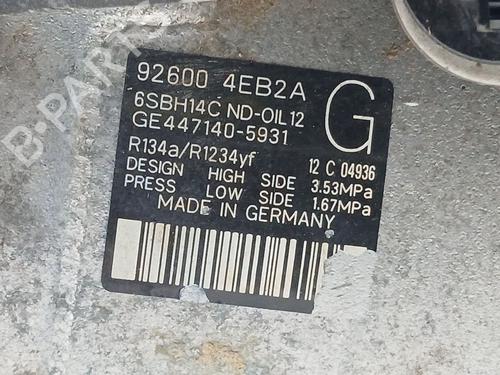 92600 4EB2A
G
6SBH14C ND-OIL12
GE447140-5931
R134a/R1234yf 12 C 04936
DESIGN HIGH SIDE 3.53MPa
PRESS LOW SIDE 1.67MPa
MADE IN GERMANY
B-PARTS